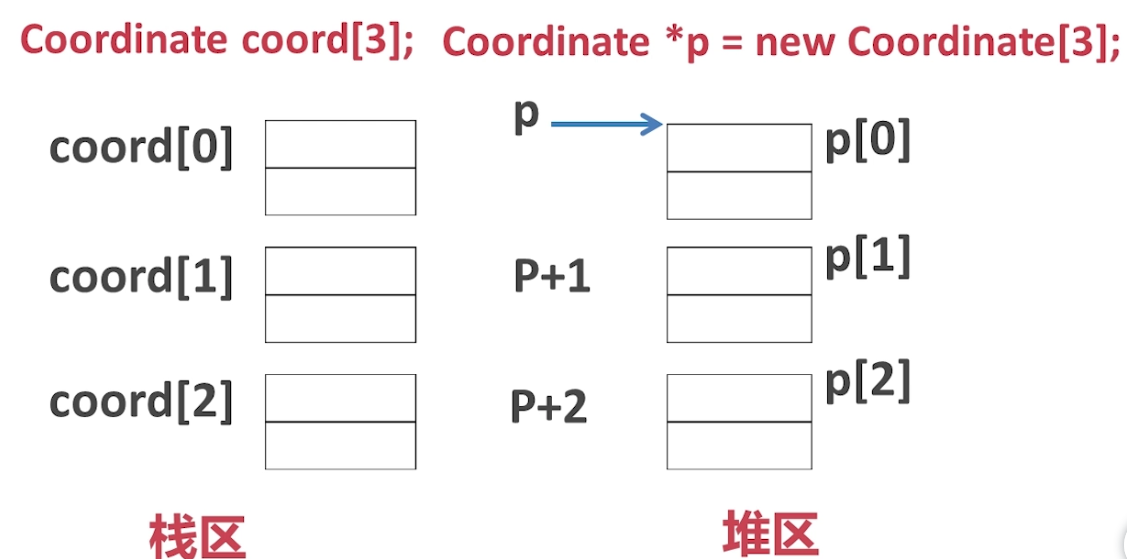 Coordinate coord[3]; Coordinate *p = new Coordinate[3];
coord[0] p p[0]
coord[1] P+1 p[1]
coord[2] P+2 p[2]
栈区 堆区